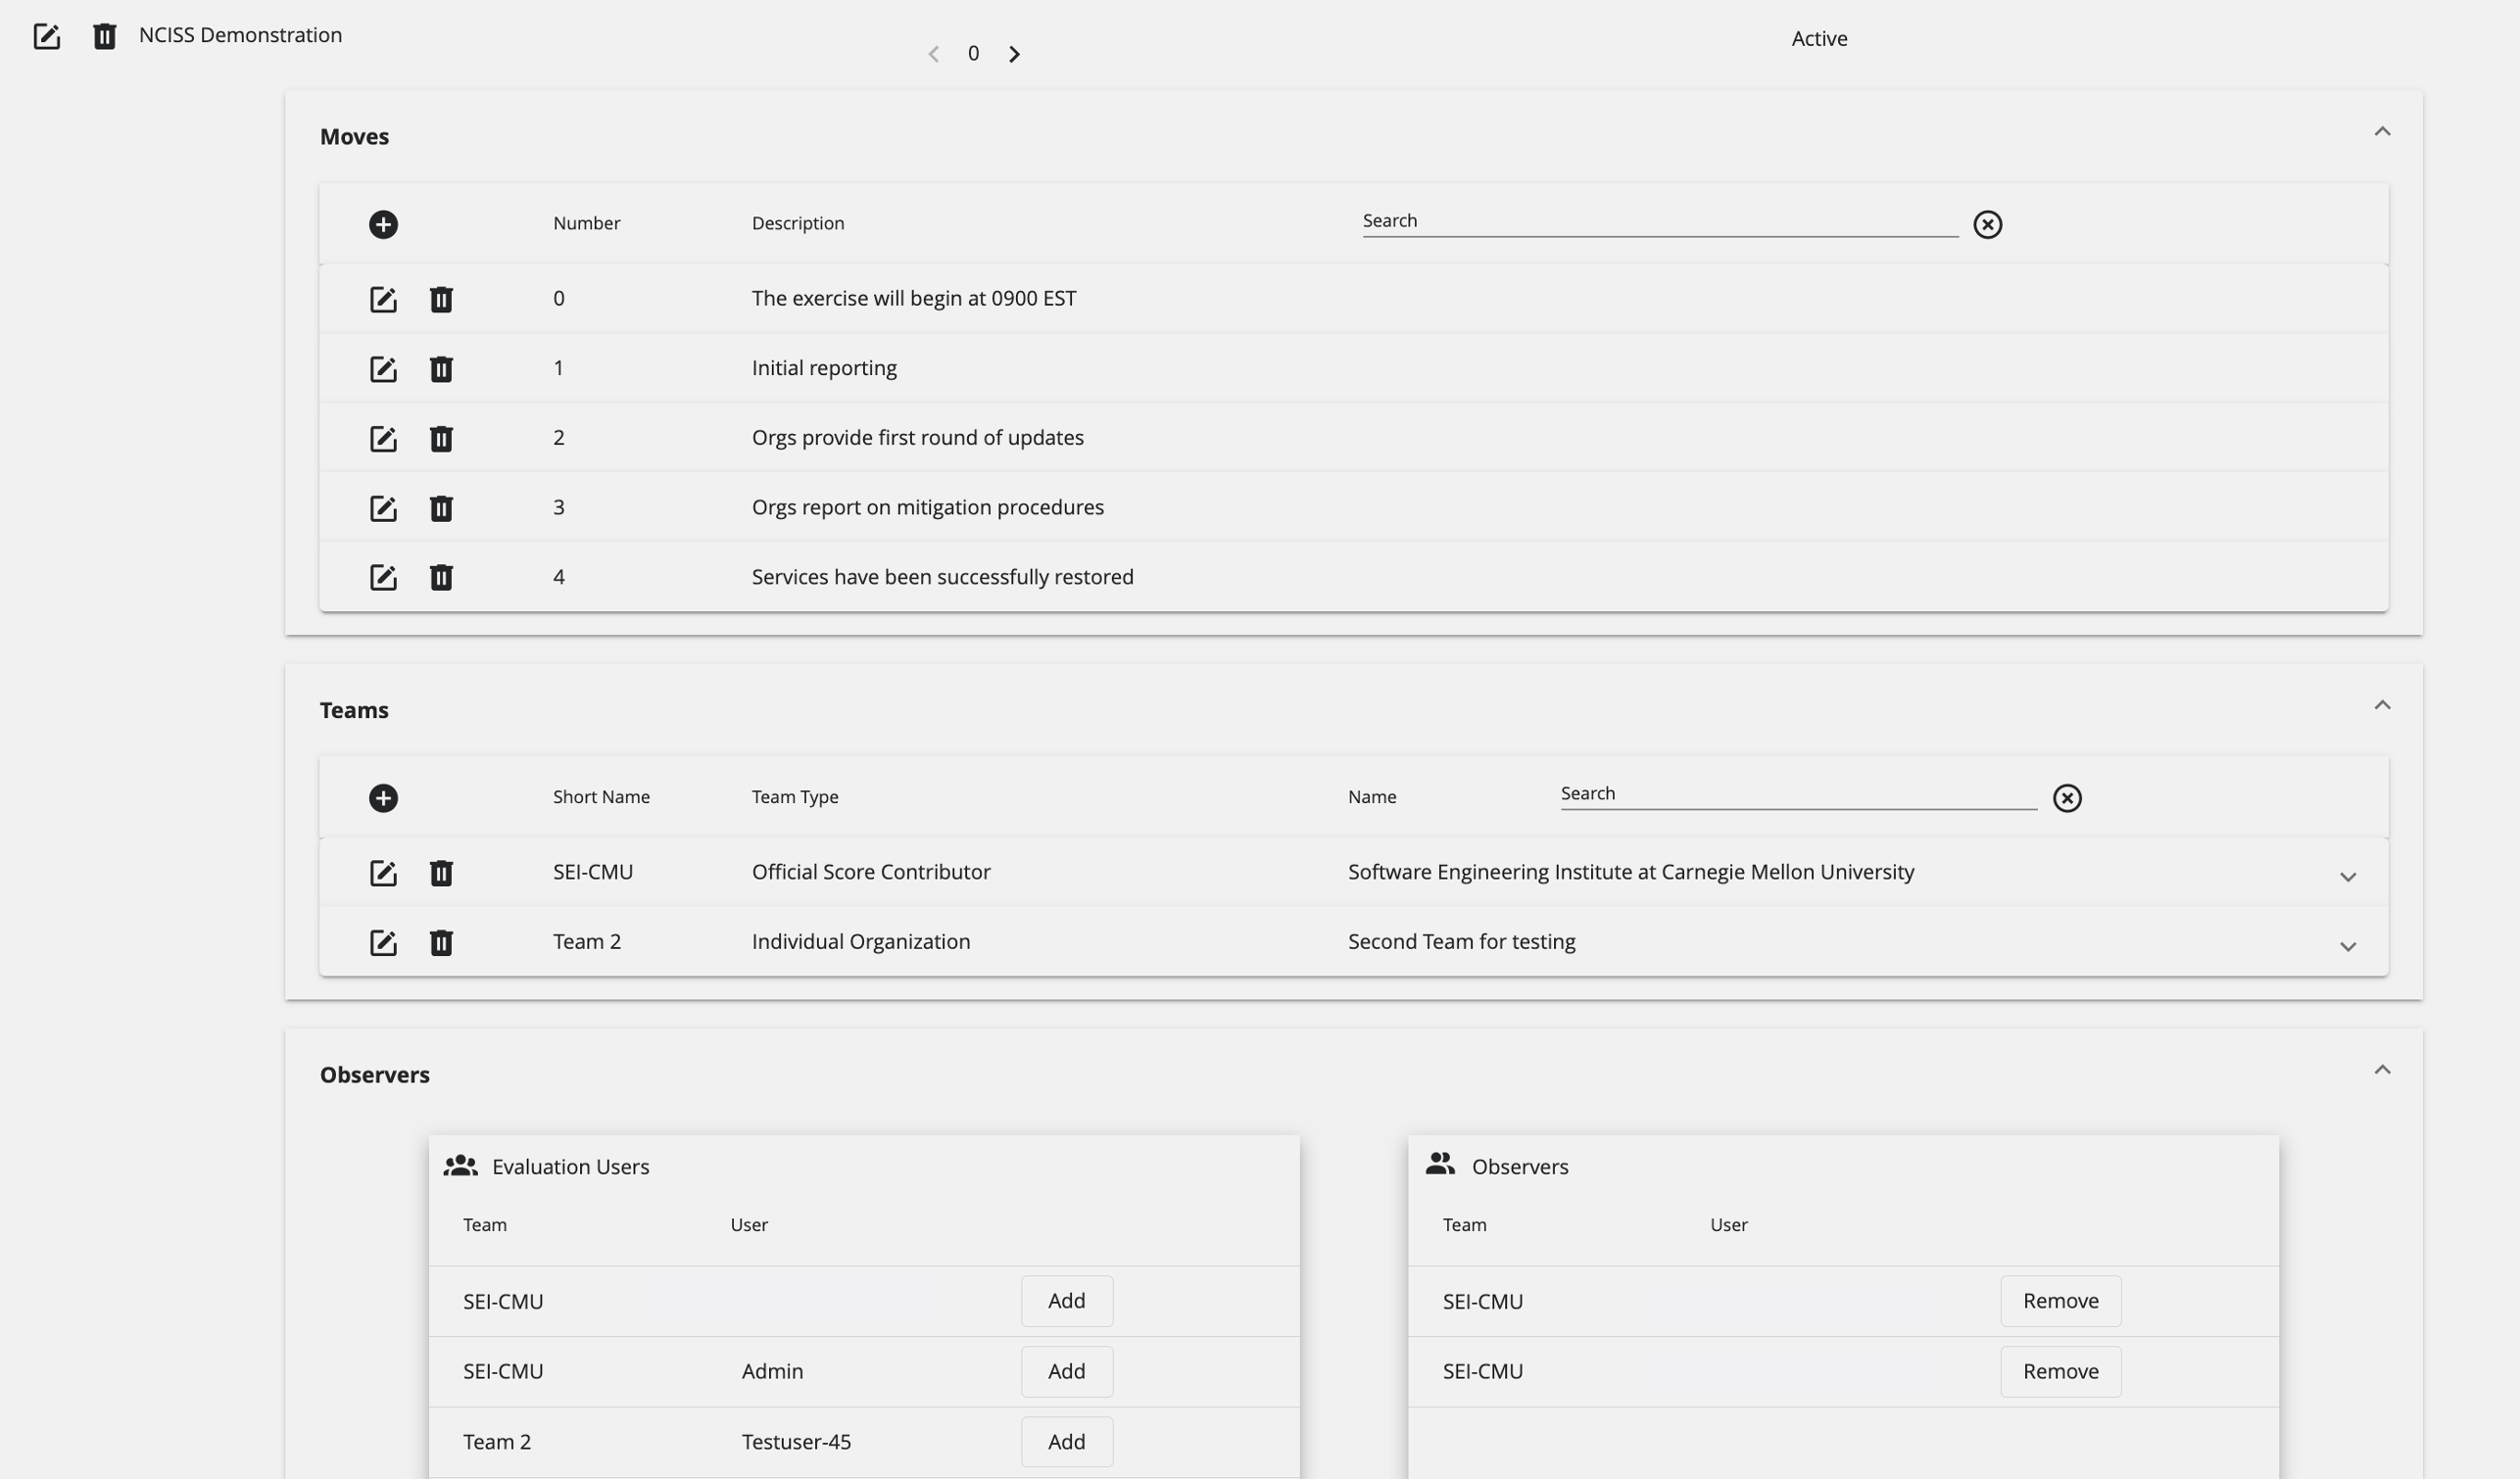 NCISS Demonstration
0
Active
Moves
Number Description Search
0 The exercise will begin at 0900 EST
1 Initial reporting
2 Orgs provide first round of updates
3 Orgs report on mitigation procedures
4 Services have been successfully restored
Teams
Short Name Team Type Name Search
SEI-CMU Official Score Contributor Software Engineering Institute at Carnegie Mellon University
Team 2 Individual Organization Second Team for testing
Observers
Evaluation Users
Team User
SEI-CMU Add
SEI-CMU Admin Add
Team 2 Testuser-45 Add
Observers
Team User
SEI-CMU Remove
SEI-CMU Remove